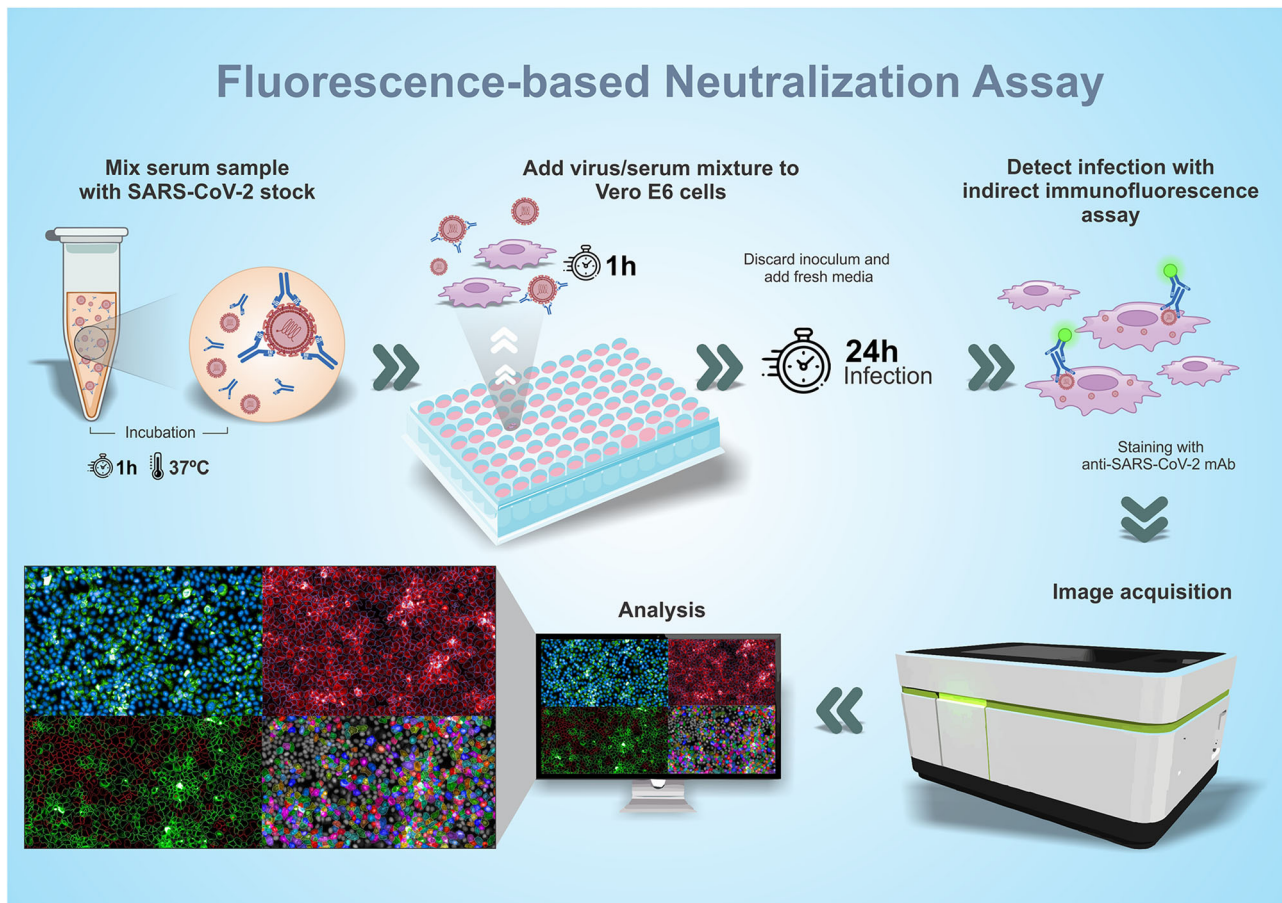 Fluorescence-based Neutralization Assay
Mix serum sample
with SARS-CoV-2 stock
Incubation
1h
37ºC
Add virus/serum mixture to
Vero E6 cells
1h
Discard inoculum and
add fresh media
24h
Infection
Detect infection with
indirect immunofluorescence
assay
Staining with
anti-SARS-CoV-2 mAb
Image acquisition
Analysis